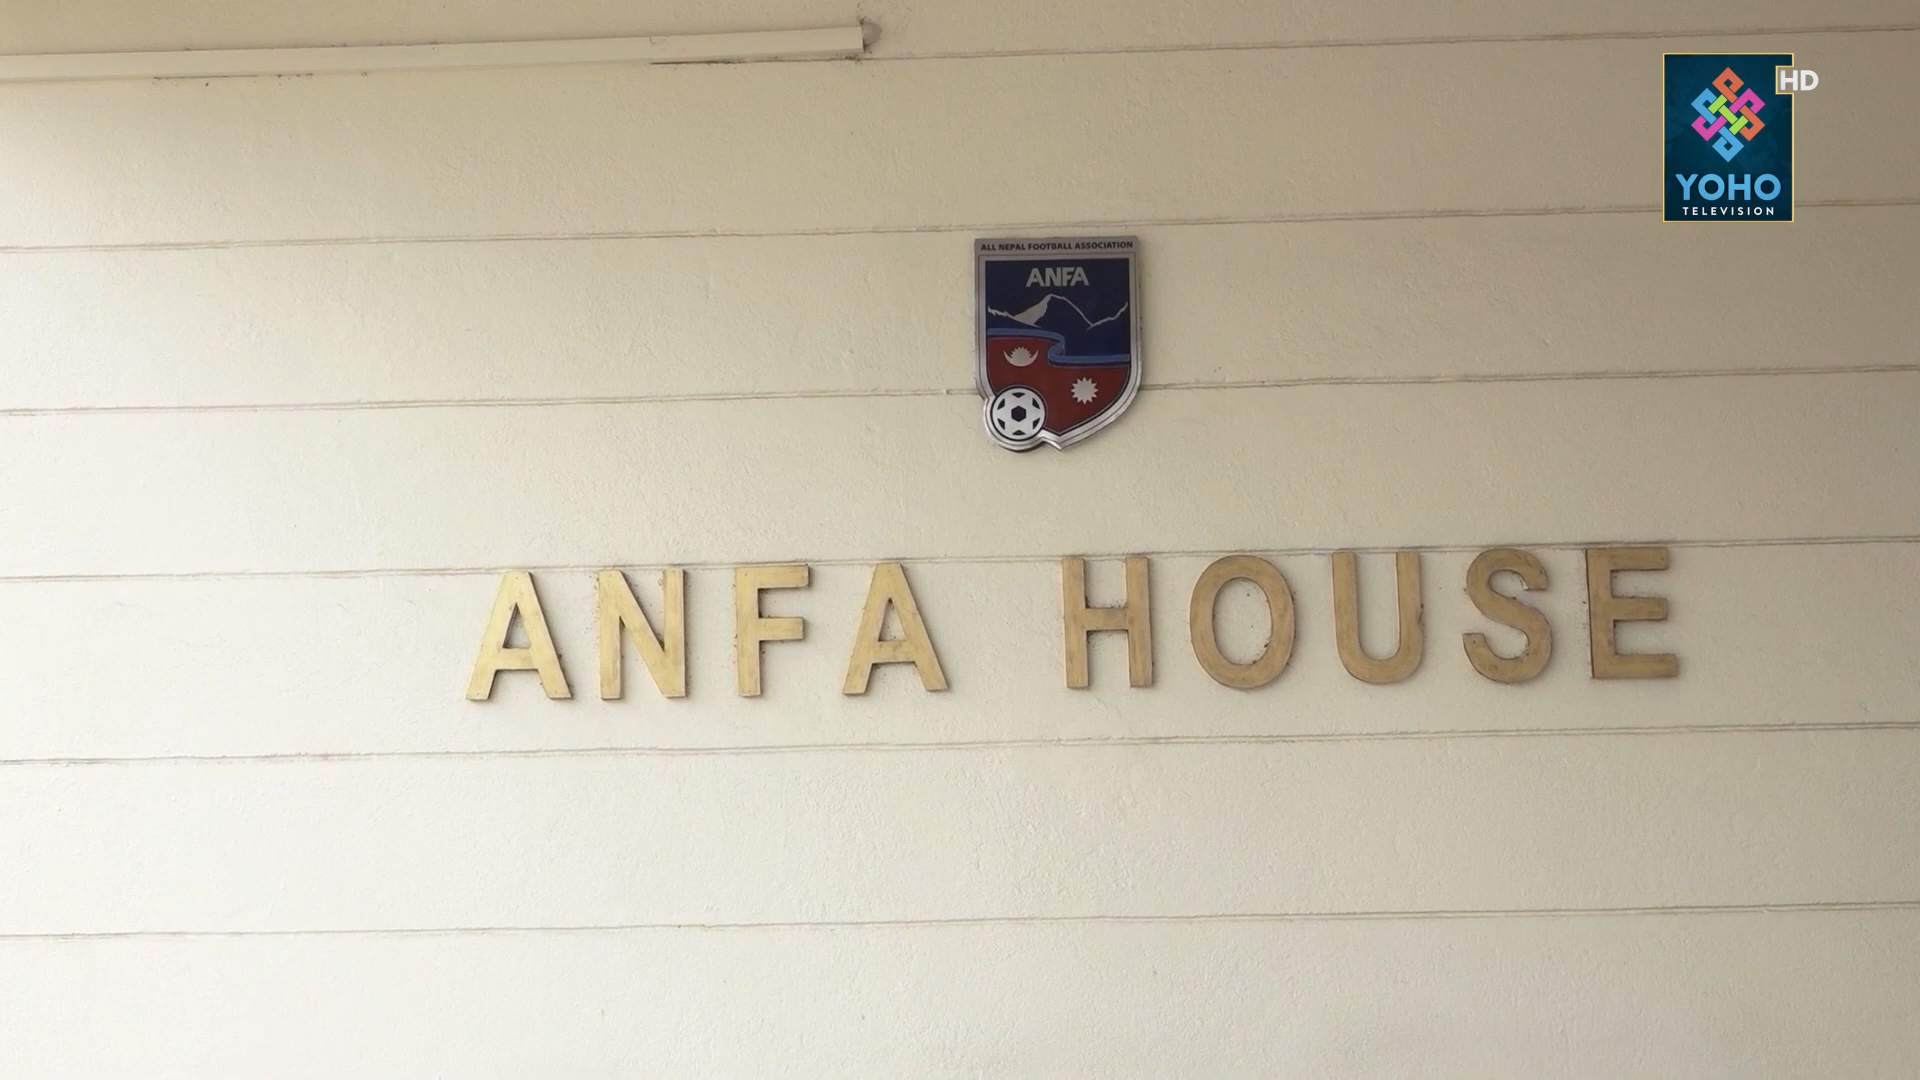 HD
YOHO
TELEVISION
ALL NEPAL FOOTBALL ASSOCIATION
ANFA
ANFA HOUSE